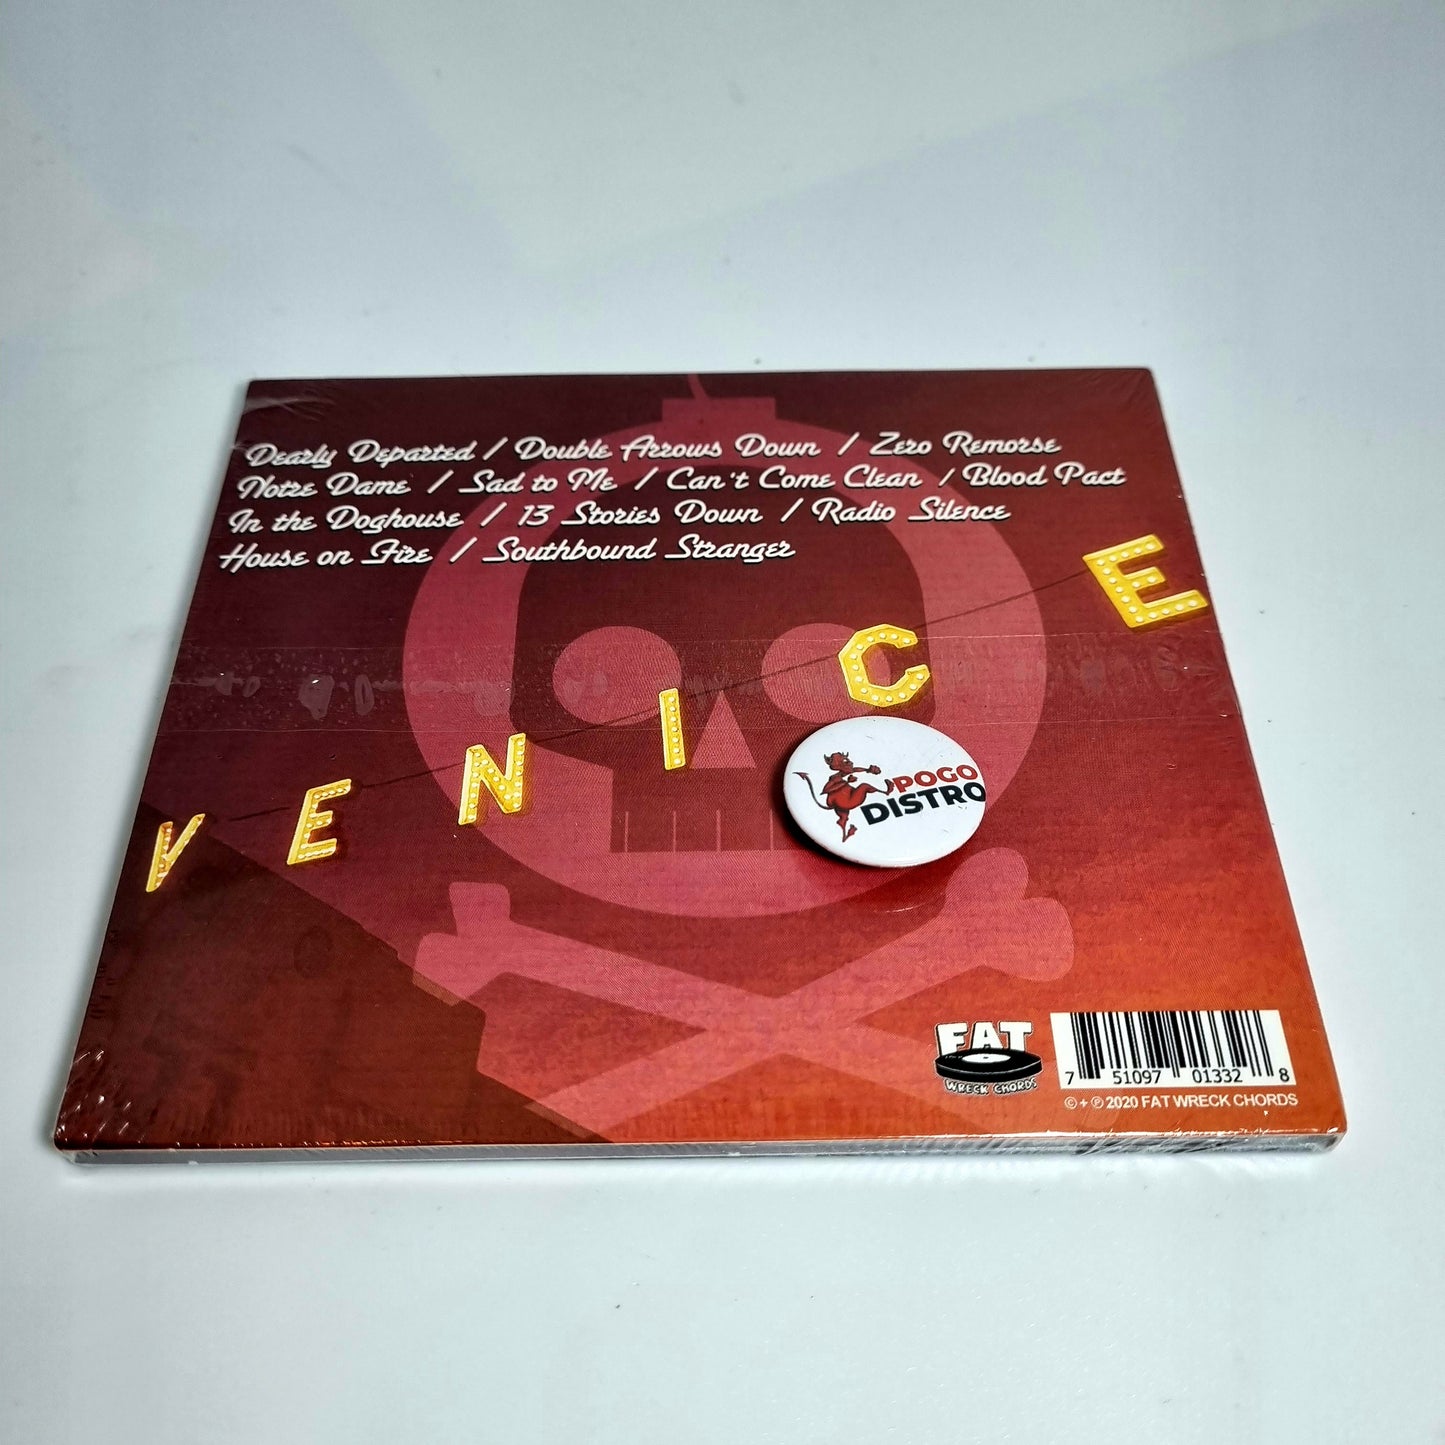 Dearly Departed / Double Arrows Down / Zero Remorse
Notre Dame / Sad to Me / Can't Come Clean / Blood Pact
In the Doghouse / 13 Stories Down / Radio Silence
House on Fire / Southbound Stranger
VENICE
POGO
DISTRO
FAT
WRECK CHORDS
7 51097 01332 8
© + ℗ 2020 FAT WRECK CHORDS